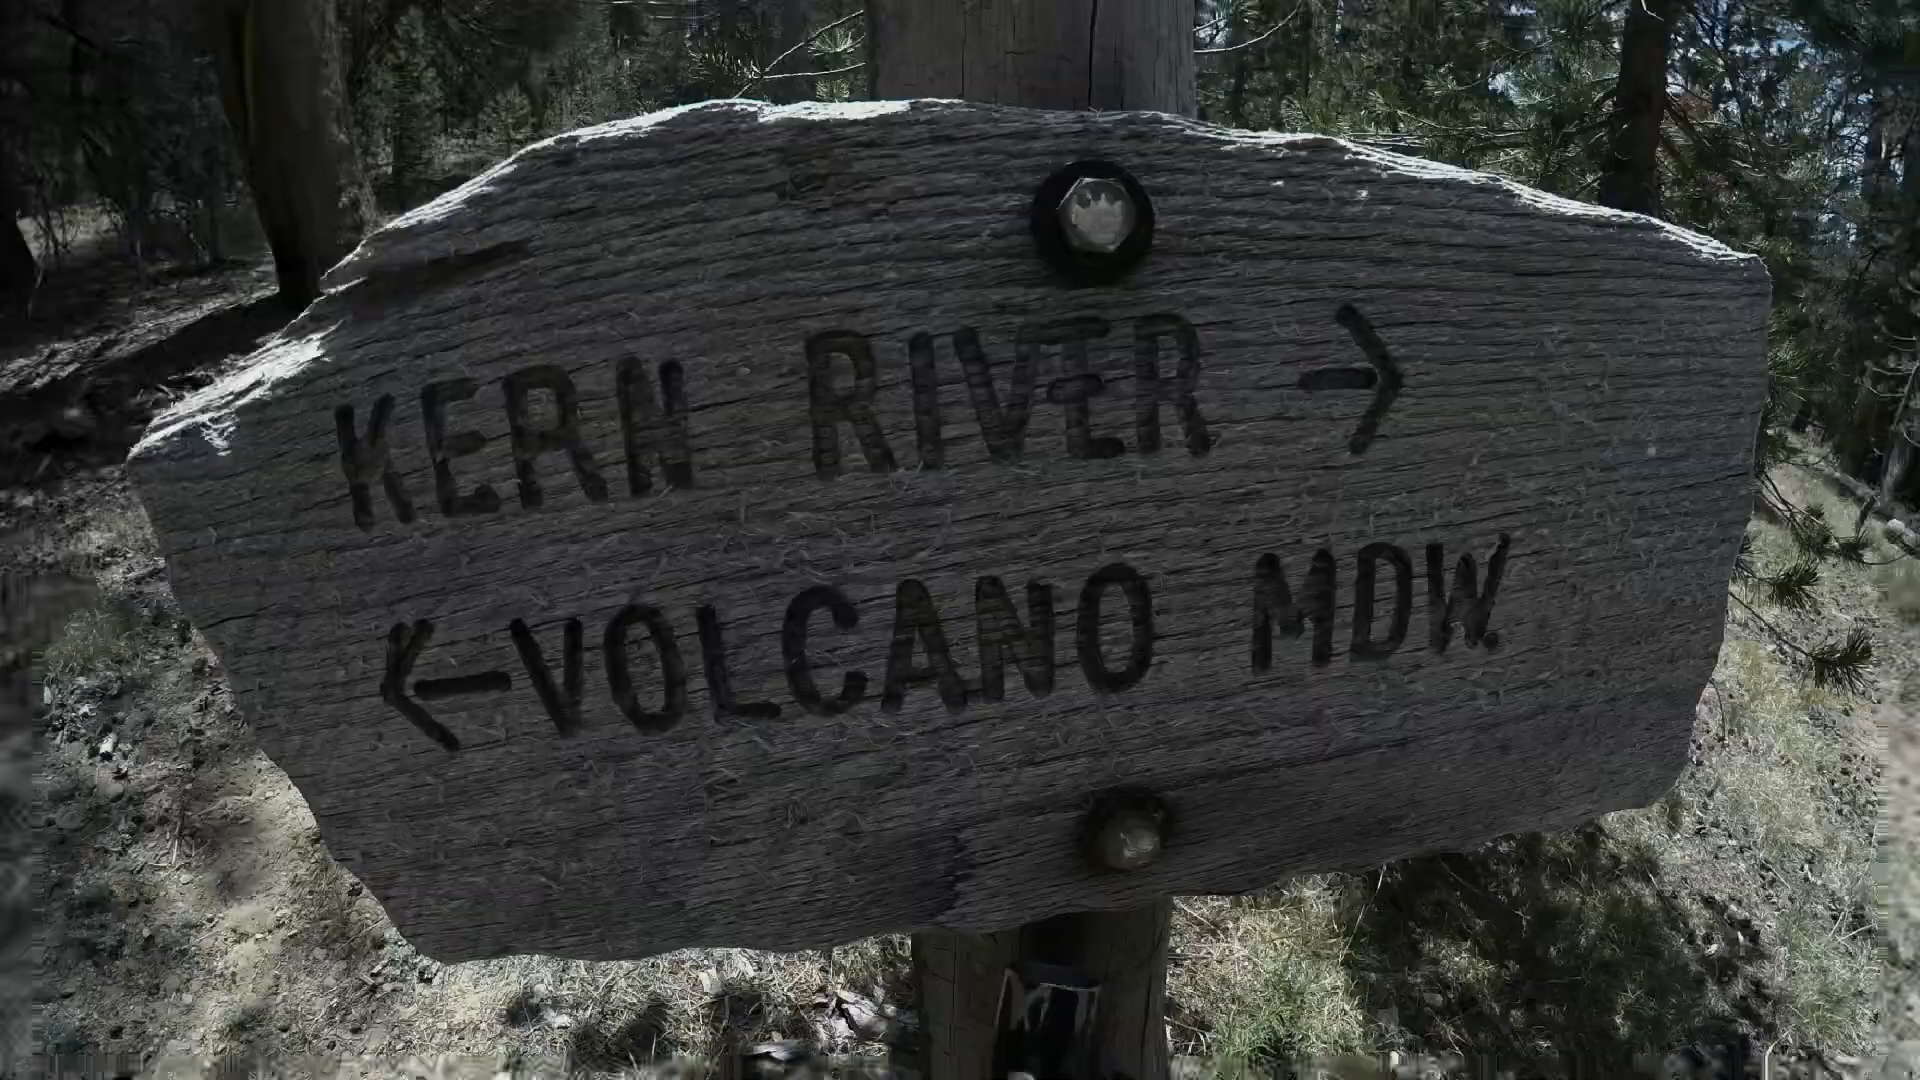 KERN RIVER →
← VOLCANO MDW.